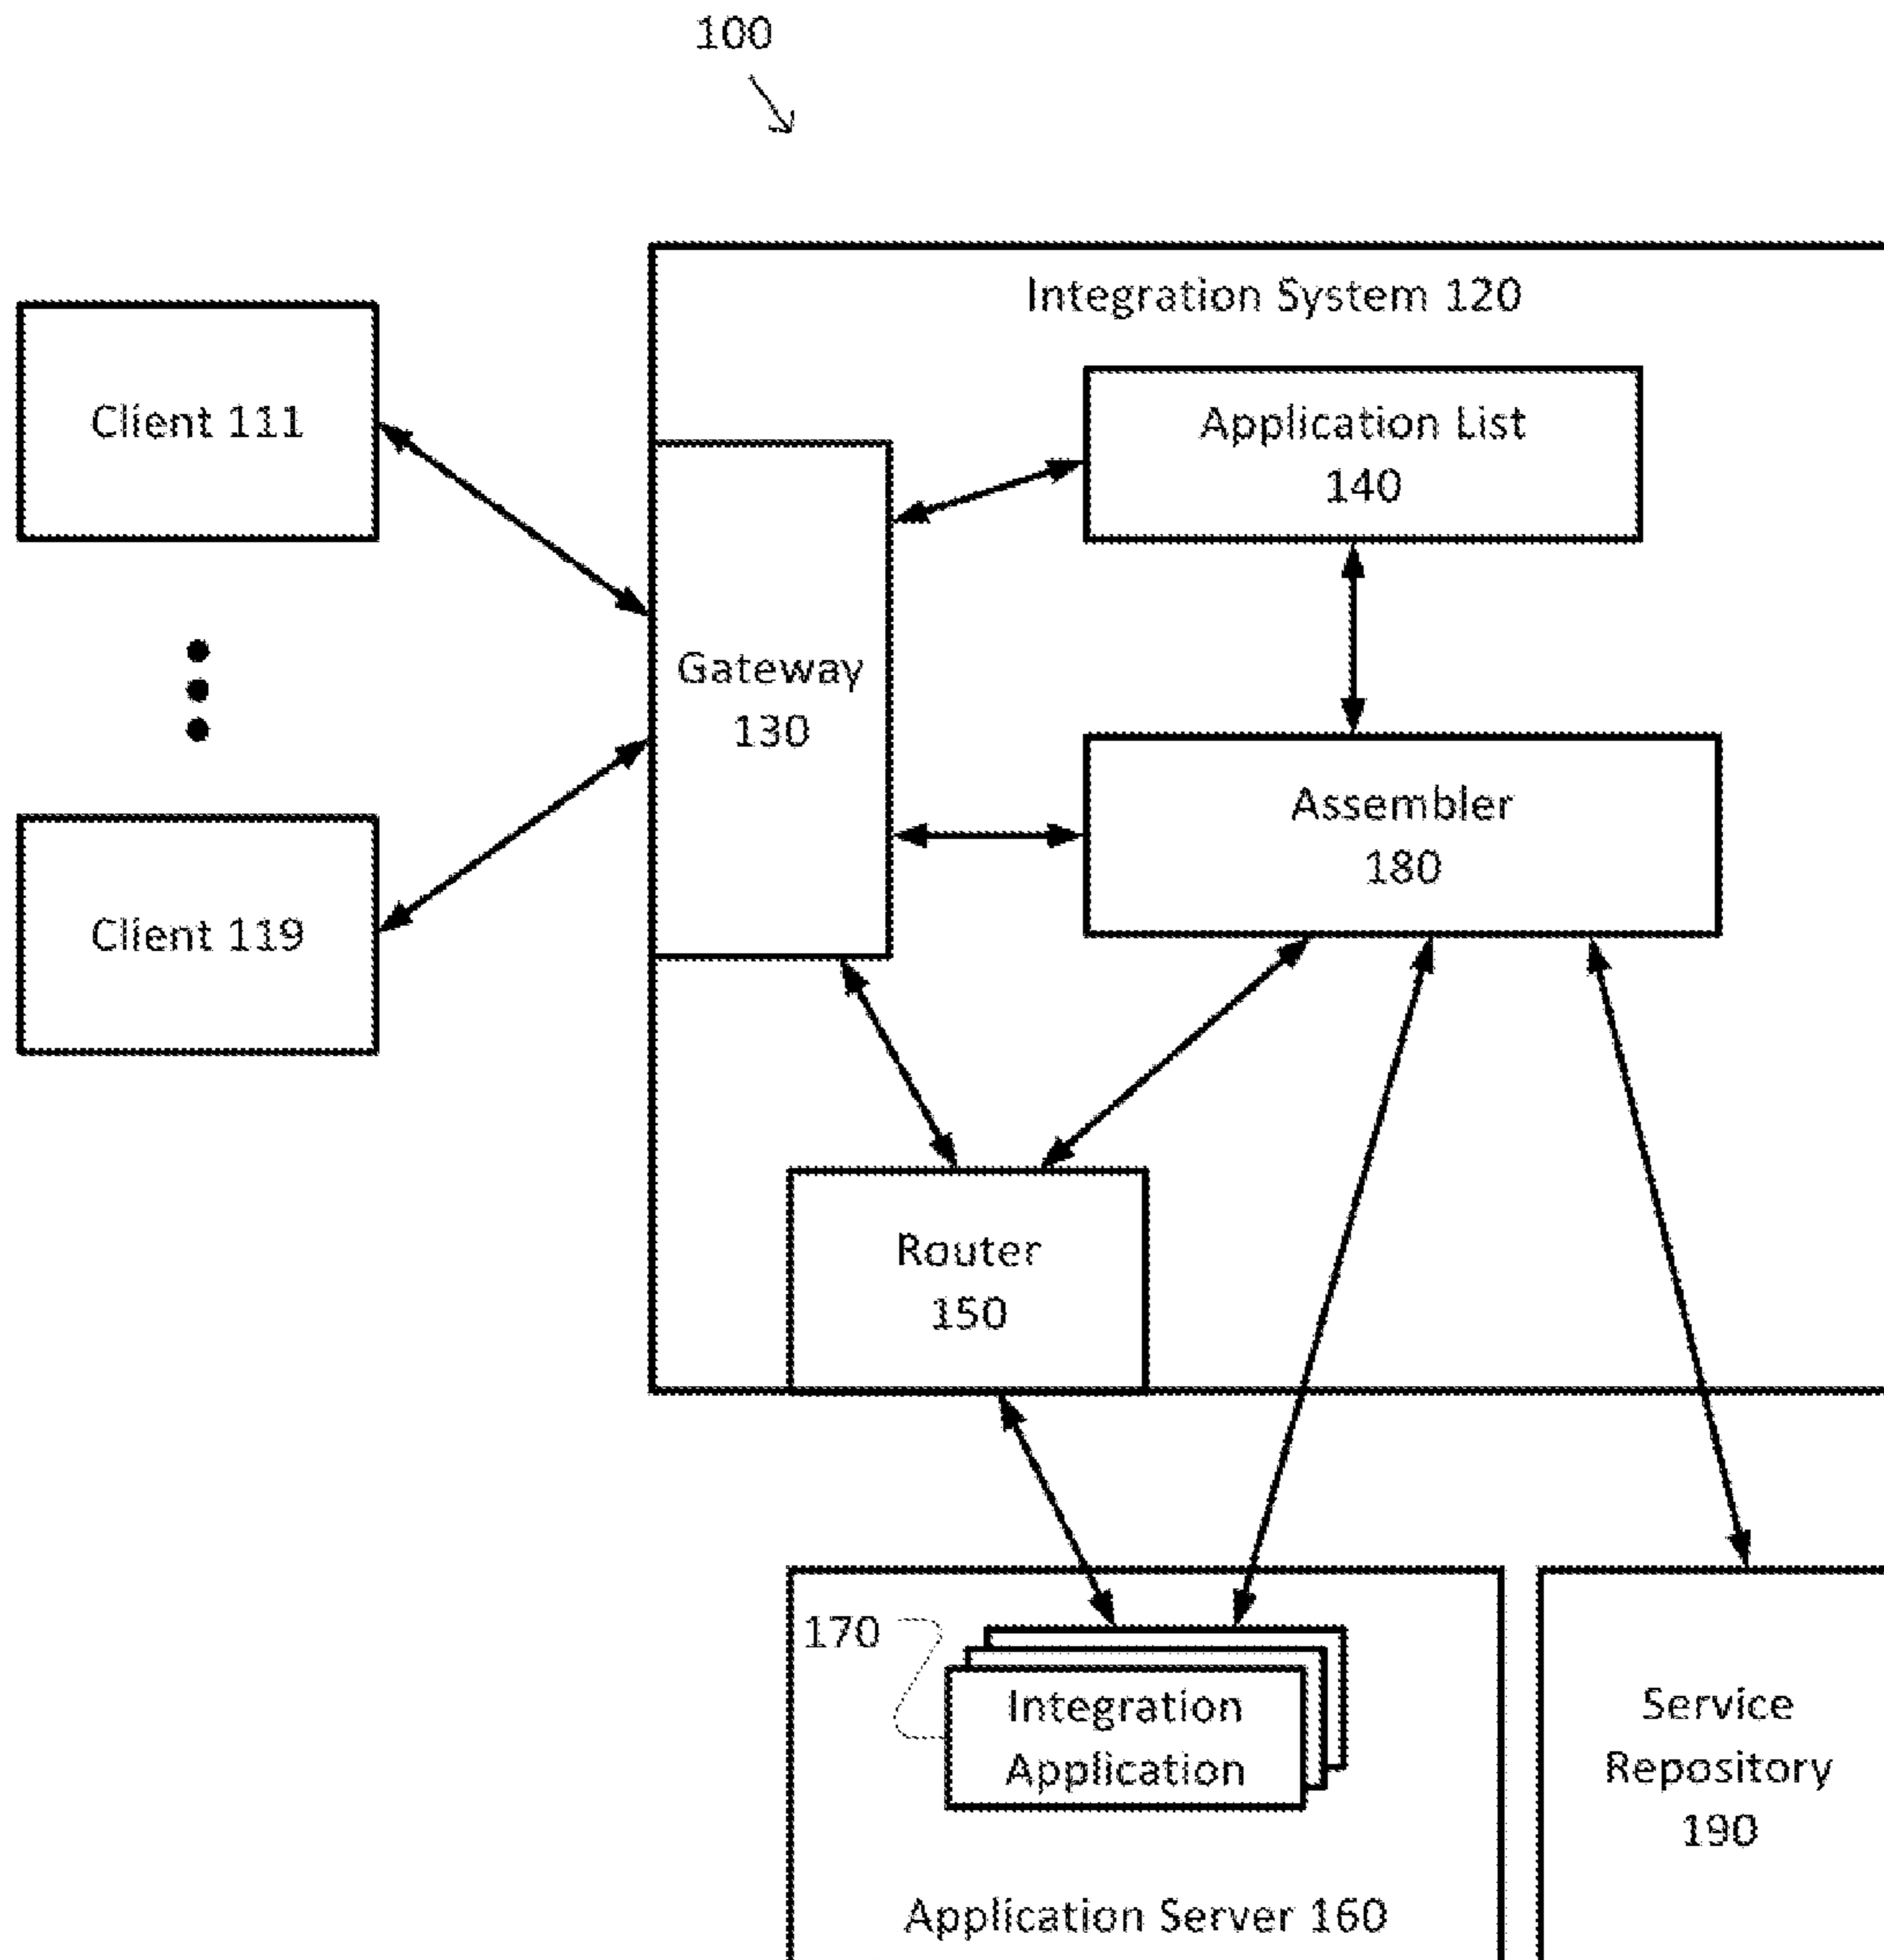 100
Integration System 120
Client 111
Application List
140
Gateway
130
Assembler
180
Client 119
Router
150
170
Integration
Application
Service
Repository
190
Application Server 160